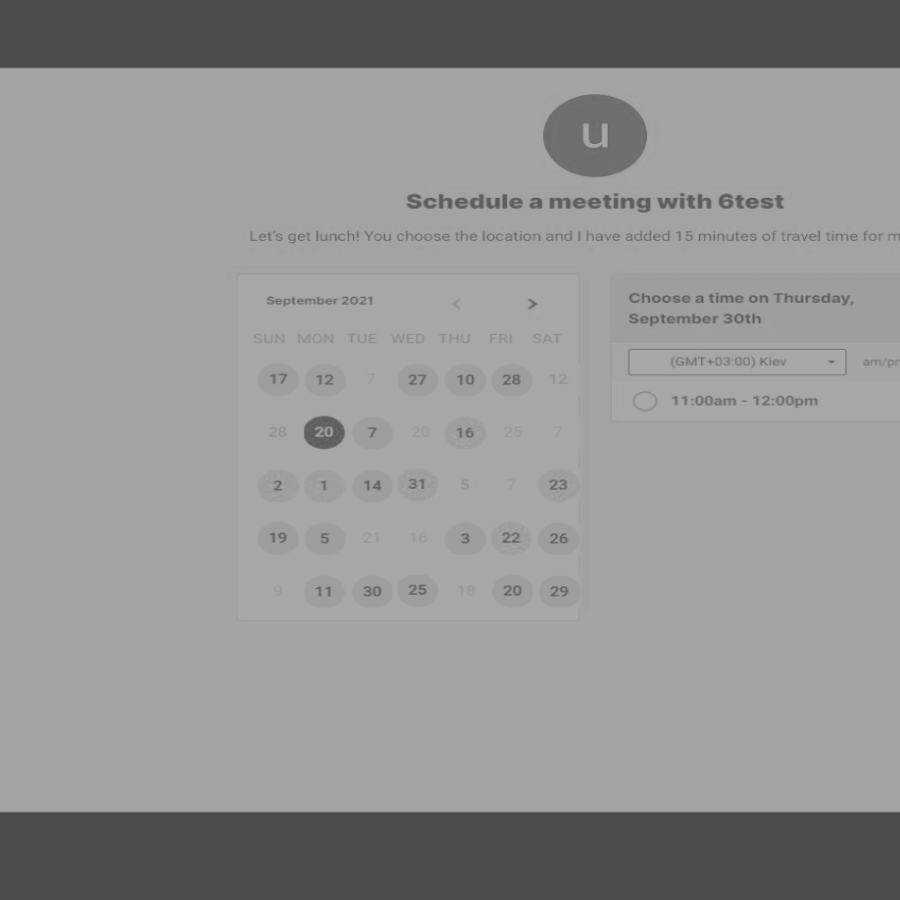 u
Schedule a meeting with 6test
Let's get lunch! You choose the location and I have added 15 minutes of travel time for m
September 2021 < >
SUN MON TUE WED THU FRI SAT
17 12 7 27 10 28 12
28 20 7 20 16 25 7
2 1 14 31 5 7 23
19 5 21 16 3 22 26
9 11 30 25 18 20 29
Choose a time on Thursday,
September 30th
(GMT+03:00) Kiev am/pm
11:00am - 12:00pm